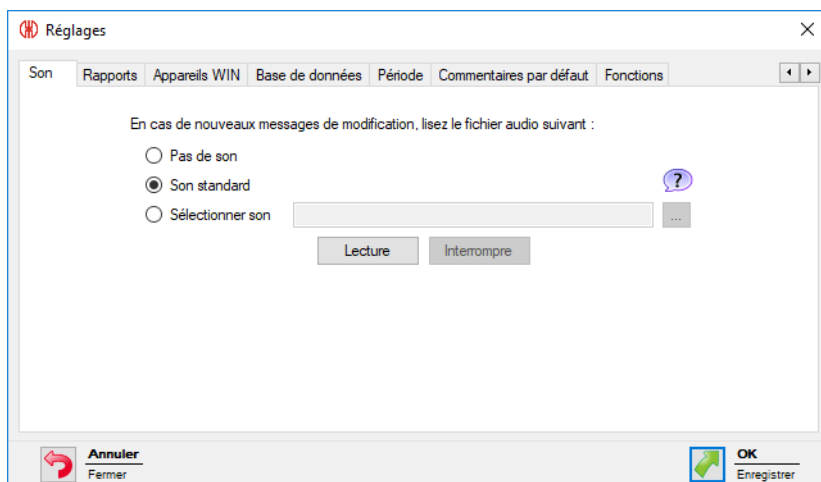 Réglages
Son Rapports Appareils WIN Base de données Période Commentaires par défaut Fonctions
En cas de nouveaux messages de modification, lisez le fichier audio suivant :
Pas de son
Son standard
?
Sélectionner son ...
Lecture Interrompre
Annuler OK
Fermer Enregistrer